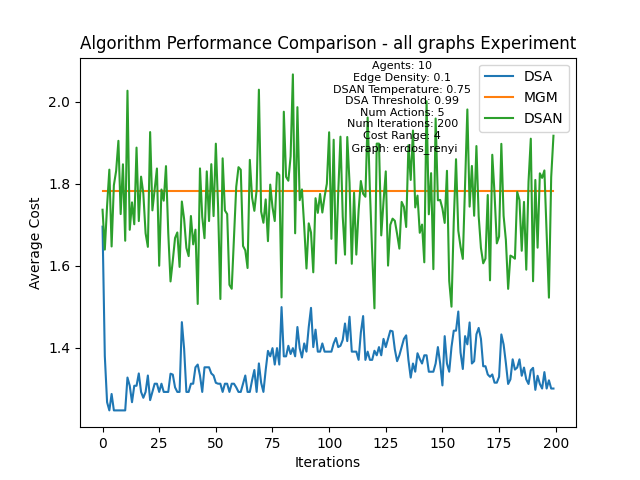 Algorithm Performance Comparison - all graphs Experiment
Agents: 10
Edge Density: 0.1
DSAN Temperature: 0.75
DSA Threshold: 0.99
Num Actions: 5
Num Iterations: 200
Cost Range: 4
Graph: erdos_renyi
DSA
MGM
DSAN
Average Cost
2.0
1.8
1.6
1.4
0 25 50 75 100 125 150 175 200
Iterations